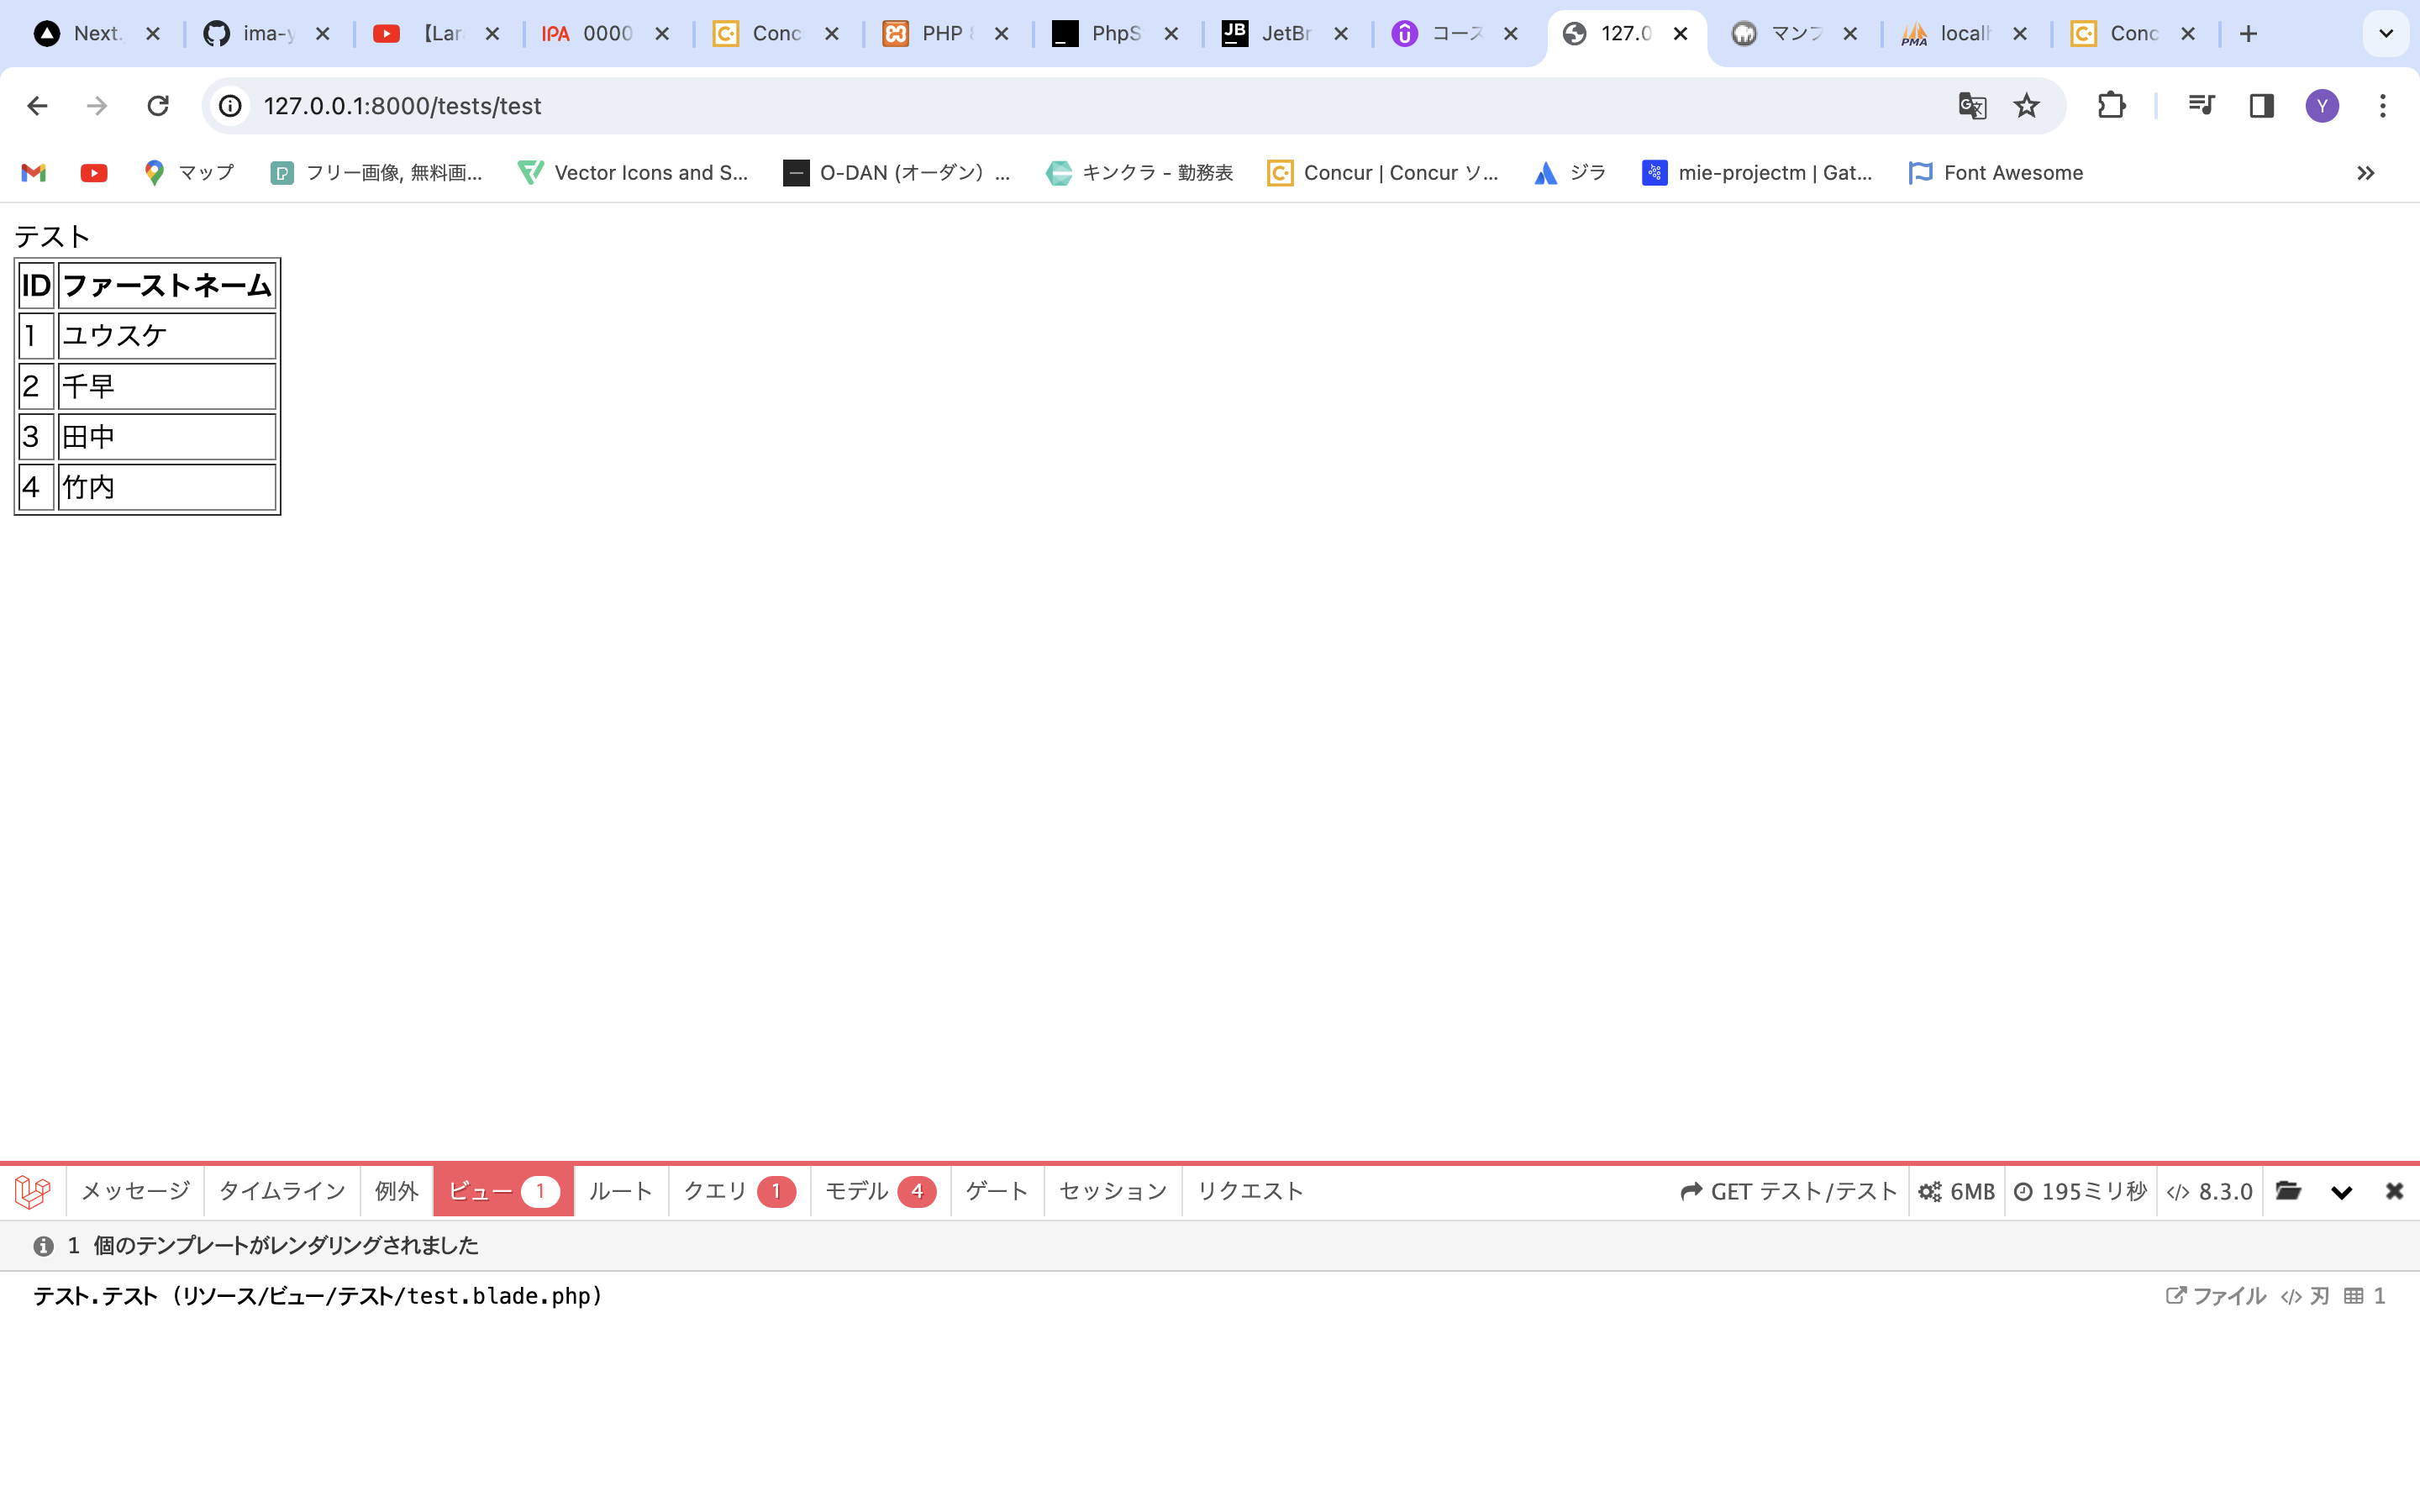 Next. ima-y 【Lar IPA 0000 Conc PHP 8 PhpS JB JetBr コース 127.0 マンプ PMA localh Conc
127.0.0.1:8000/tests/test Y
マップ フリー画像, 無料画... Vector Icons and S... O-DAN (オーダン) ... キンクラ - 勤務表 Concur | Concur ソ... ジラ mie-projectm | Gat... Font Awesome
テスト
ID ファーストネーム
1 ユウスケ
2 千早
3 田中
4 竹内
メッセージ タイムライン 例外 ビュー 1 ルート クエリ 1 モデル 4 ゲート セッション リクエスト GET テスト/テスト 6MB 195ミリ秒 </> 8.3.0
1 個のテンプレートがレンダリングされました
テスト.テスト (リソース/ビュー/テスト/test.blade.php) ファイル </> 刃 1